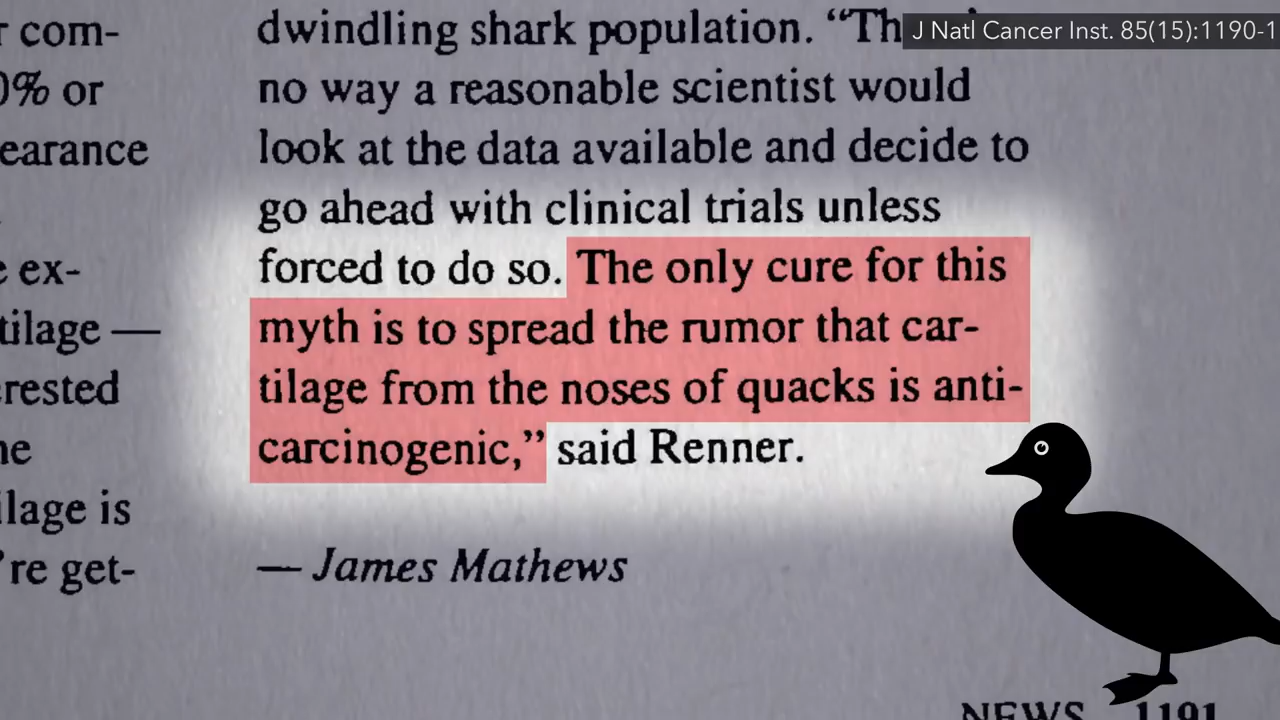 r com-
0% or
earance
e ex-
tilage —
rested
ne
ilage is
're get-
dwindling shark population. “Th
no way a reasonable scientist would
look at the data available and decide to
go ahead with clinical trials unless
forced to do so. The only cure for this
myth is to spread the rumor that car-
tilage from the noses of quacks is anti-
carcinogenic,” said Renner.
— James Mathews
J Natl Cancer Inst. 85(15):1190-1
NEWS 1191